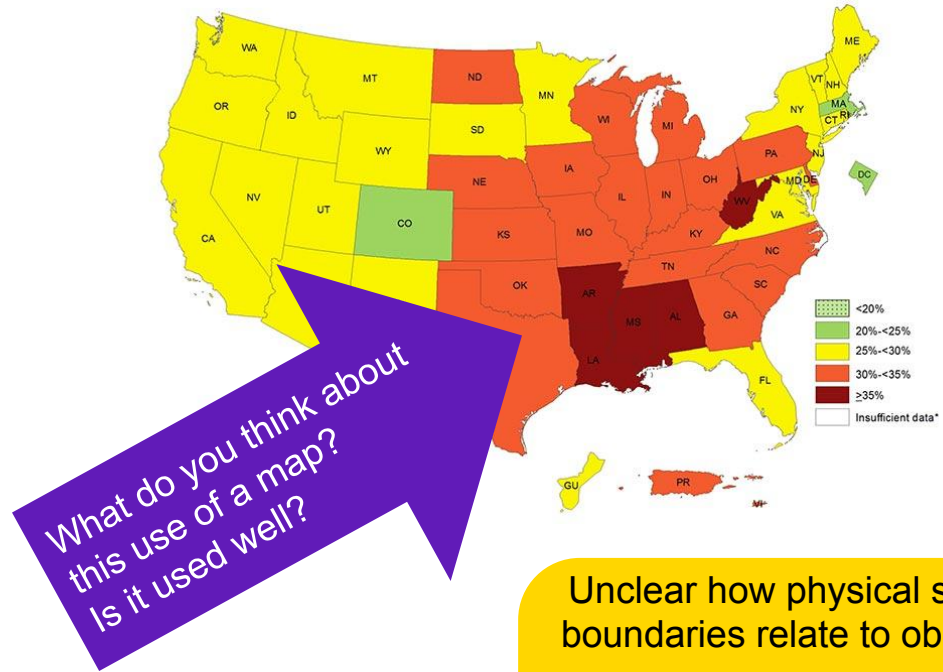 WA
ME
MT
ND
VT
NH
MN
OR
NY
MA
ID
WI
SD
MI
CT
RI
WY
PA
NJ
IA
NE
OH
MD
DE
DC
NV
IL
IN
UT
WV
CO
VA
CA
KS
MO
KY
NC
TN
OK
AR
SC
MS
AL
GA
LA
FL
GU
PR
<20%
20%-<25%
25%-<30%
30%-<35%
≥35%
Insufficient data*
What do you think about
this use of a map?
Is it used well?
Unclear how physical s
boundaries relate to ob